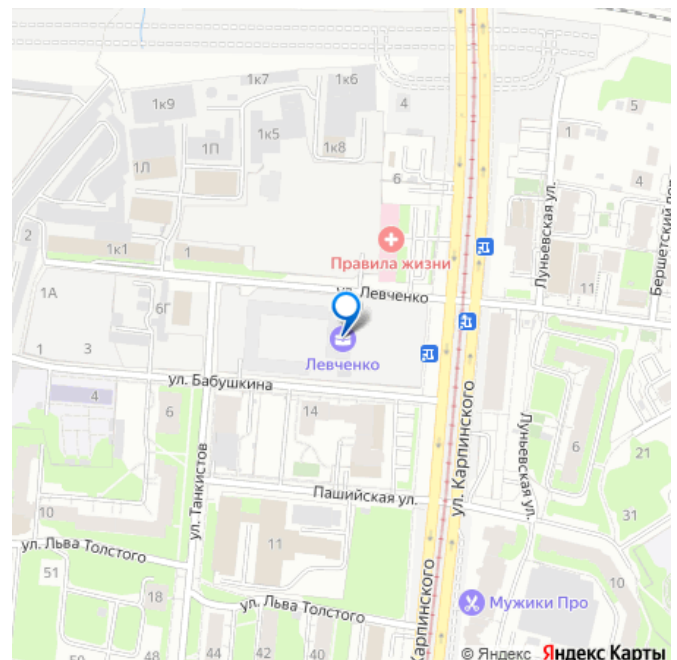 1к7
1к6
1к9
4
5
1к5
1
1П
1к8
1Л
6
4
Луньевская ул.
Бершетский пер
2
1к1
1
Правила жизни
11
1А
6Г
ул. Левченко
1
3
Левченко
ул. Бабушкина
4
6
14
Луньевская ул.
6
21
ул. Танкистов
Пашийская ул.
ул. Карпинского
10
31
11
ул. Льва Толстого
51
18
10
ул. Льва Толстого
Мужики Про
Карпинского
50
48
44
42
40
© Яндекс Яндекс Карты